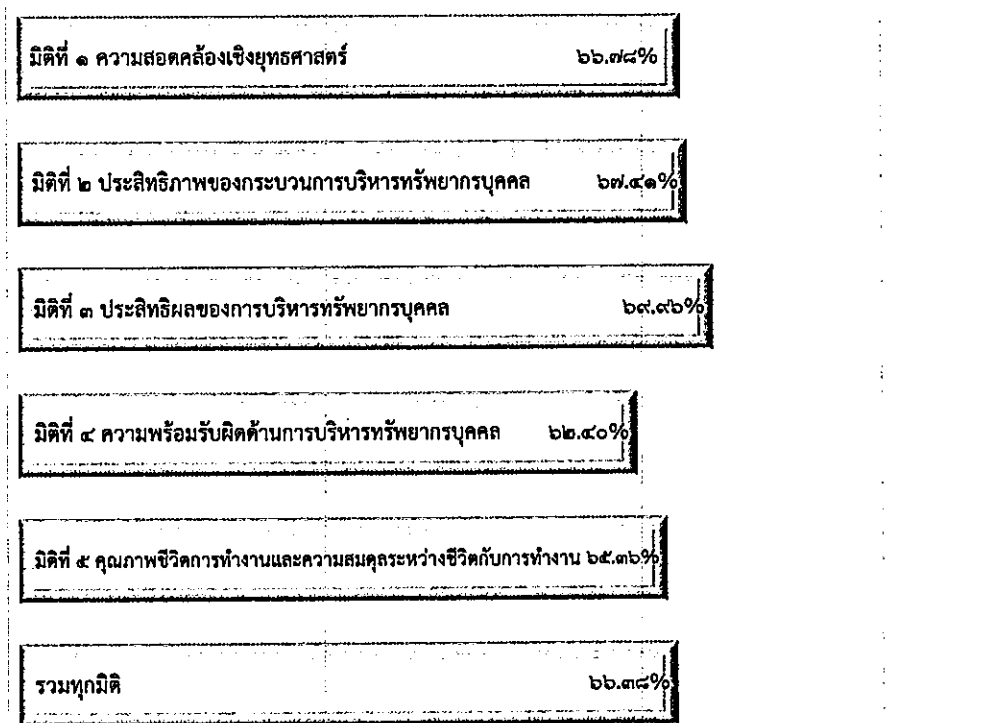 มิติที่ ๑ ความสอดคล้องเชิงยุทธศาสตร์ ๖๖.๗๘%
มิติที่ ๒ ประสิทธิภาพของกระบวนการบริหารทรัพยากรบุคคล ๖๗.๔๑%
มิติที่ ๓ ประสิทธิผลของการบริหารทรัพยากรบุคคล ๖๙.๙๖%
มิติที่ ๔ ความพร้อมรับผิดด้านการบริหารทรัพยากรบุคคล ๖๒.๔๐%
มิติที่ ๕ คุณภาพชีวิตการทำงานและความสมดุลระหว่างชีวิตกับการทำงาน ๖๕.๓๖%
รวมทุกมิติ ๖๖.๓๘%